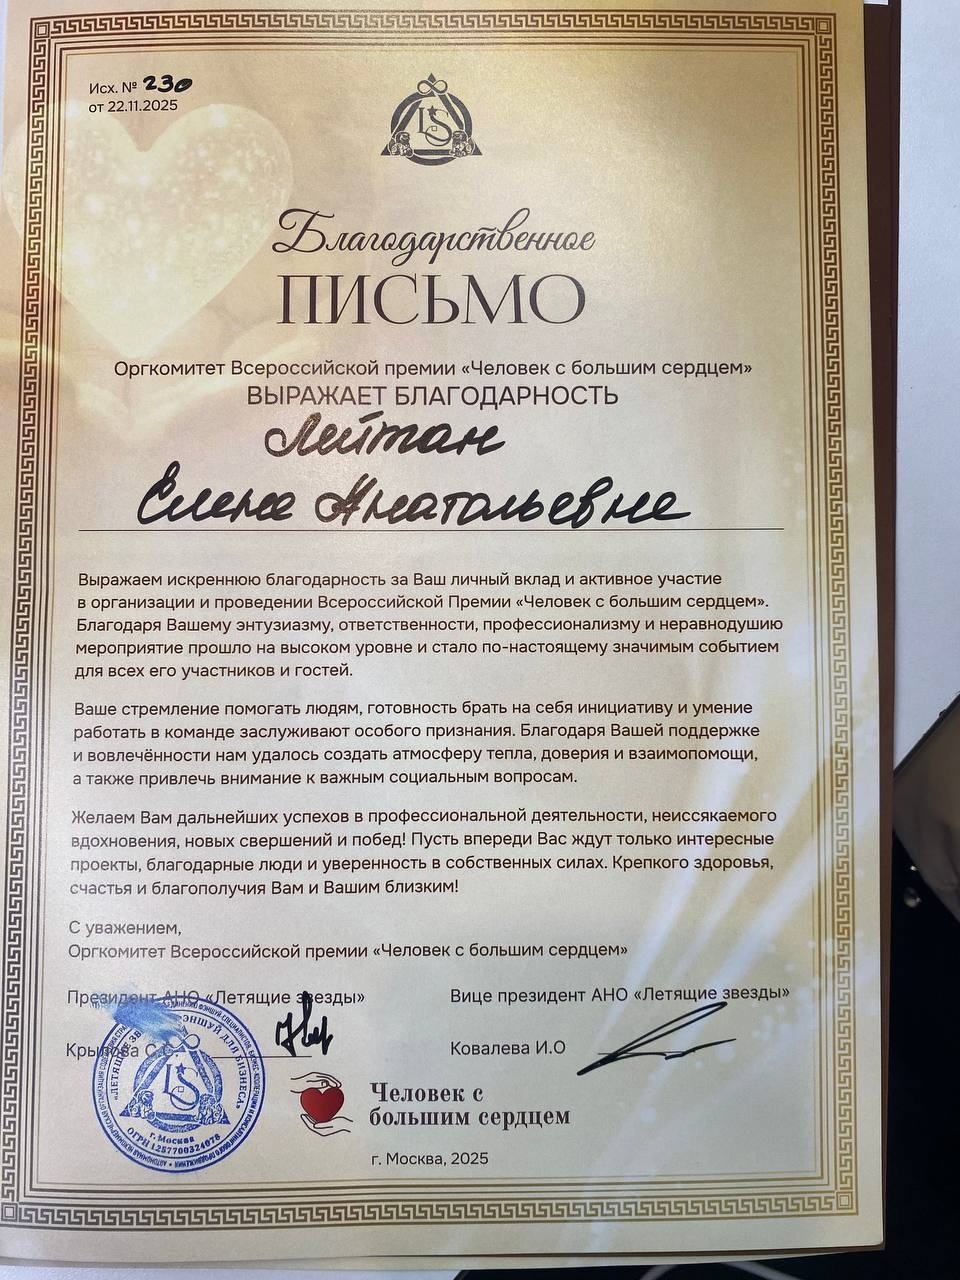 Исх. № 230
от 22.11.2025
LS
Благодарственное
ПИСЬМО
Оргкомитет Всероссийской премии «Человек с большим сердцем»
ВЫРАЖАЕТ БЛАГОДАРНОСТЬ
Лейтан
Елене Анатольевне
Выражаем искреннюю благодарность за Ваш личный вклад и активное участие
в организации и проведении Всероссийской Премии «Человек с большим сердцем».
Благодаря Вашему энтузиазму, ответственности, профессионализму и неравнодушию
мероприятие прошло на высоком уровне и стало по-настоящему значимым событием
для всех его участников и гостей.
Ваше стремление помогать людям, готовность брать на себя инициативу и умение
работать в команде заслуживают особого признания. Благодаря Вашей поддержке
и вовлечённости нам удалось создать атмосферу тепла, доверия и взаимопомощи,
а также привлечь внимание к важным социальным вопросам.
Желаем Вам дальнейших успехов в профессиональной деятельности, неиссякаемого
вдохновения, новых свершений и побед! Пусть впереди Вас ждут только интересные
проекты, благодарные люди и уверенность в собственных силах. Крепкого здоровья,
счастья и благополучия Вам и Вашим близким!
С уважением,
Оргкомитет Всероссийской премии «Человек с большим сердцем»
Президент АНО «Летящие звезды»
Вице президент АНО «Летящие звезды»
Крылова С.С.
Ковалева И.О
LS
г. Москва
ОГРН 1257700324076
Человек с
большим сердцем
г. Москва, 2025